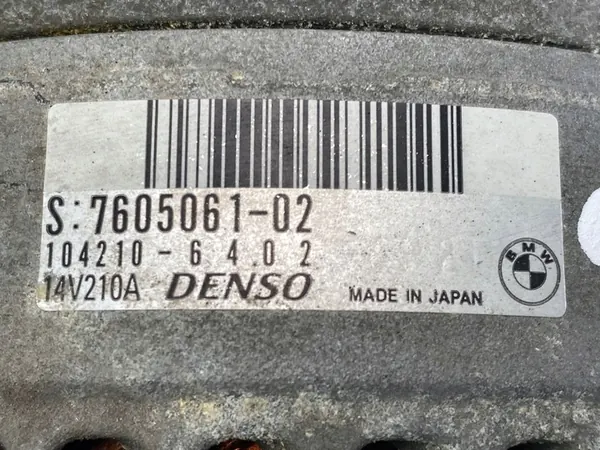 S:7605061-02
104210-6402
14V210A DENSO MADE IN JAPAN
BMW